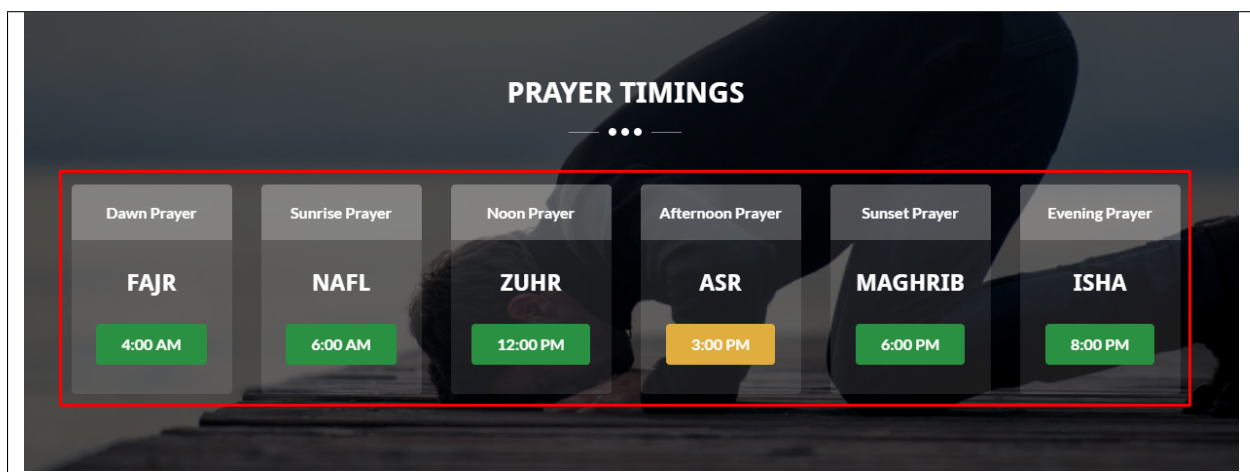 PRAYER TIMINGS
Dawn Prayer
FAJR
4:00 AM
Sunrise Prayer
NAFL
6:00 AM
Noon Prayer
ZUHR
12:00 PM
Afternoon Prayer
ASR
3:00 PM
Sunset Prayer
MAGHRIB
6:00 PM
Evening Prayer
ISHA
8:00 PM